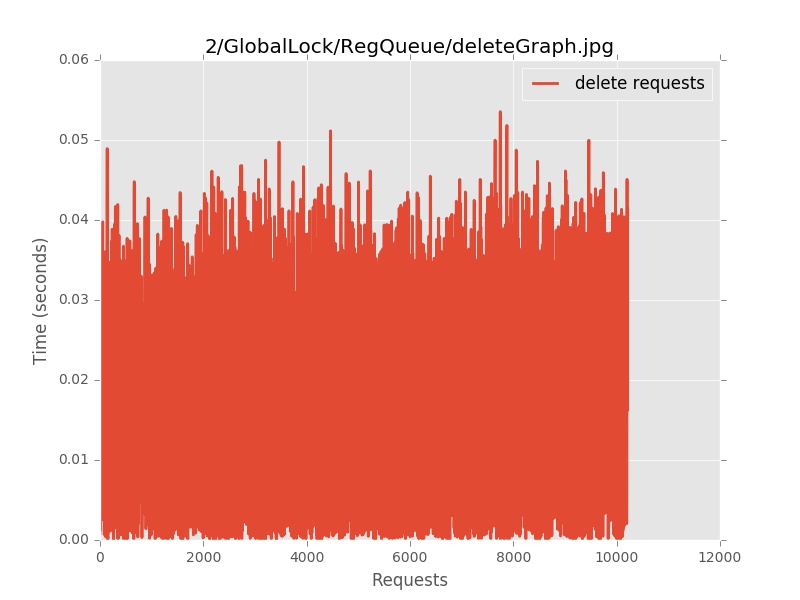 2/GlobalLock/RegQueue/deleteGraph.jpg
delete requests
0.06
0.05
0.04
0.03
0.02
0.01
0.00
Time (seconds)
0 2000 4000 6000 8000 10000 12000
Requests